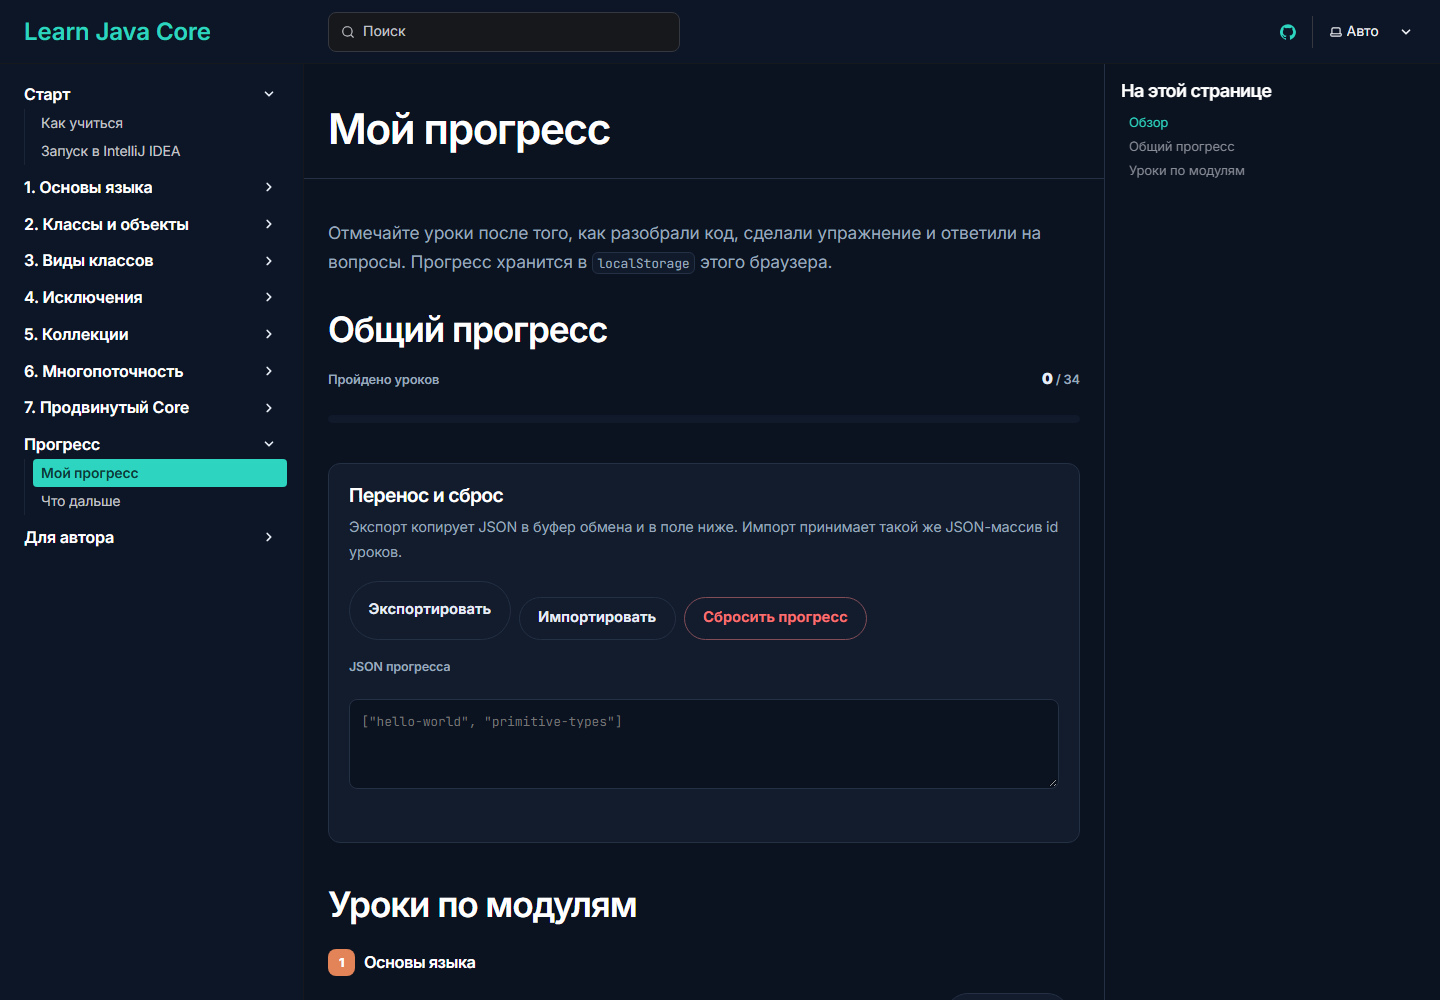 Learn Java Core
Поиск
Авто
Старт
Как учиться
Запуск в IntelliJ IDEA
1. Основы языка
2. Классы и объекты
3. Виды классов
4. Исключения
5. Коллекции
6. Многопоточность
7. Продвинутый Core
Прогресс
Мой прогресс
Что дальше
Для автора
Мой прогресс
Отмечайте уроки после того, как разобрали код, сделали упражнение и ответили на
вопросы. Прогресс хранится в localStorage этого браузера.
Общий прогресс
Пройдено уроков
0 / 34
Перенос и сброс
Экспорт копирует JSON в буфер обмена и в поле ниже. Импорт принимает такой же JSON-массив id
уроков.
Экспортировать
Импортировать
Сбросить прогресс
JSON прогресса
["hello-world", "primitive-types"]
Уроки по модулям
1 Основы языка
На этой странице
Обзор
Общий прогресс
Уроки по модулям